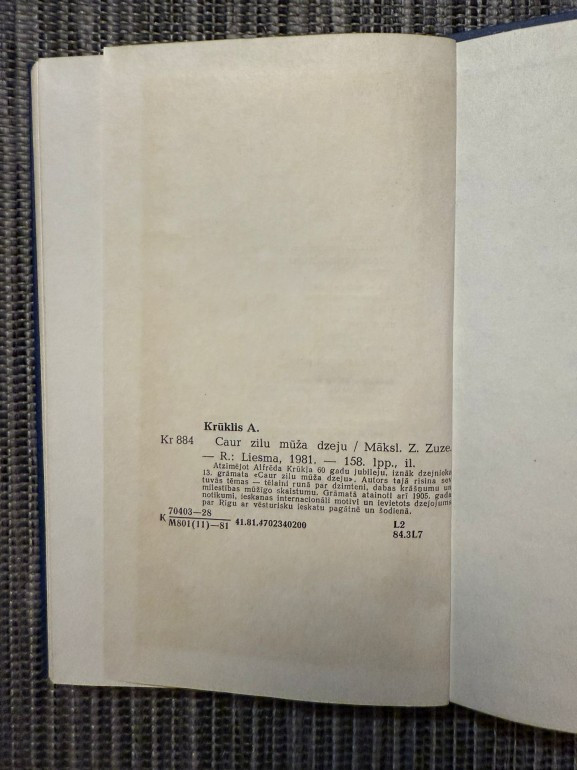 Krūklis A.
Kr 884 Caur zilu mūža dzeju / Māksl. Z. Zuze.
— R.: Liesma, 1981. — 158. lpp., il.
Atzīmējot Alfrēda Krūkļa 60 gadu jubileju, iznāk dzejnieka
13. grāmata «Caur zilu mūža dzeju». Autors tajā risina sev
tuvās tēmas — tēlaini runā par dzimteni, dabas krāšņumu un
mīlestības mūžīgo skaistumu. Grāmatā atainoti arī 1905. gada
notikumi, ieskanas internacionāli motīvi un ievietots dzejojums
par Rīgu ar vēsturisku ieskatu pagātnē un šodienā.
K 70403—28
M801(11)—81 41.81.4702340200 L2
84.3L7